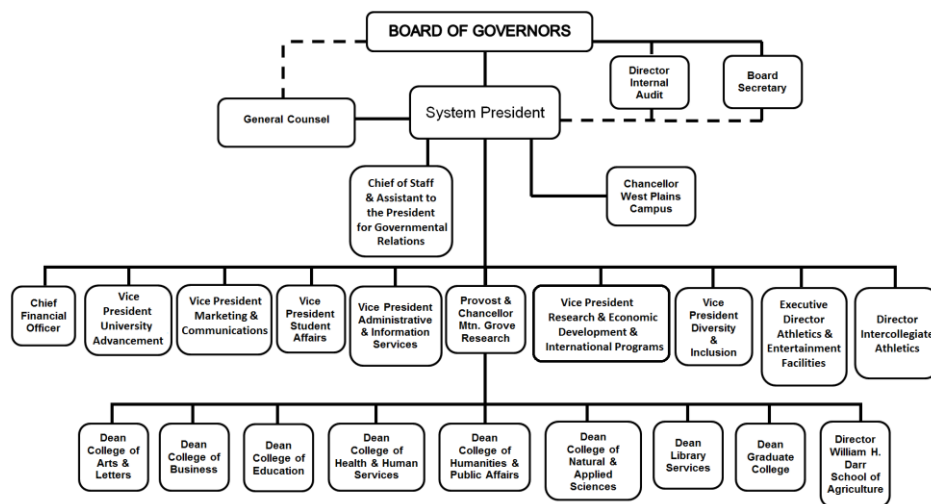 BOARD OF GOVERNORS
Director
Internal
Audit
Board
Secretary
General Counsel
System President
Chief of Staff
& Assistant to
the President
for Governmental
Relations
Chancellor
West Plains
Campus
Chief
Financial
Officer
Vice
President
University
Advancement
Vice President
Marketing &
Communications
Vice
President
Student
Affairs
Vice President
Administrative
& Information
Services
Provost &
Chancellor
Mtn. Grove
Research
Vice President
Research & Economic
Development &
International Programs
Vice
President
Diversity
&
Inclusion
Executive
Director
Athletics &
Entertainment
Facilities
Director
Intercollegiate
Athletics
Dean
College of
Arts &
Letters
Dean
College of
Business
Dean
College of
Education
Dean
College of
Health & Human
Services
Dean
College of
Humanities &
Public Affairs
Dean
College of
Natural &
Applied
Sciences
Dean
Library
Services
Dean
Graduate
College
Director
William H.
Darr
School of
Agriculture